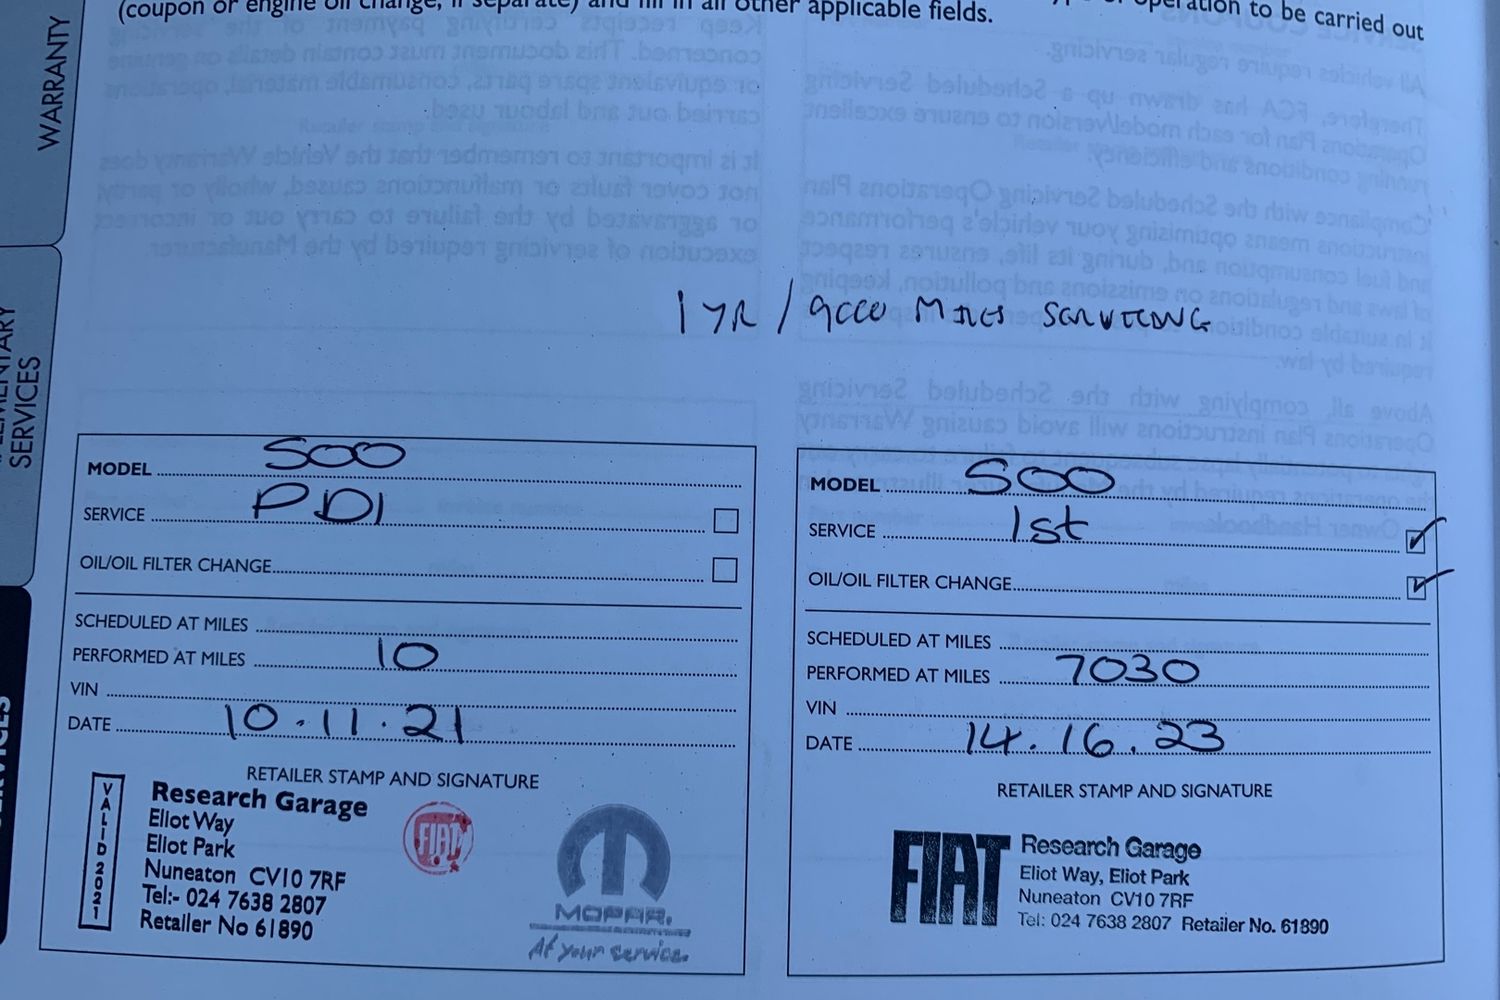 (coupon or engine oil change, if separate) and fill in all other applicable fields.
operation to be carried out
WARRANTY
SERVICES
1 YR / 9000 MILES SERVICING
MODEL 500
SERVICE PDI
OIL/OIL FILTER CHANGE
SCHEDULED AT MILES
PERFORMED AT MILES 10
VIN
DATE 10.11.21
RETAILER STAMP AND SIGNATURE
VALID 2021
Research Garage
Eliot Way
Eliot Park
Nuneaton CV10 7RF
Tel:- 024 7638 2807
Retailer No 61890
FIAT
MOPAR.
At your service.
MODEL 500
SERVICE 1st ✓
OIL/OIL FILTER CHANGE ✓
SCHEDULED AT MILES
PERFORMED AT MILES 7030
VIN
DATE 14.16.23
RETAILER STAMP AND SIGNATURE
FIAT
Research Garage
Eliot Way, Eliot Park
Nuneaton CV10 7RF
Tel: 024 7638 2807 Retailer No. 61890